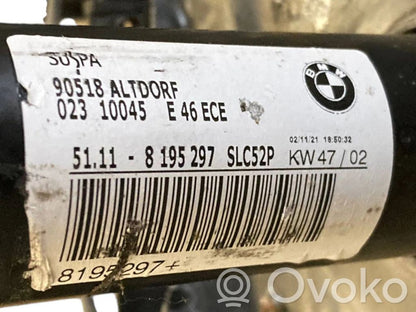 SUSPA
90518 ALTDORF
023 10045 E 46 ECE
BMW
02/11/21 18:50:32
51.11 - 8 195 297 SLC52P KW 47 / 02
8195297+
Ovoko